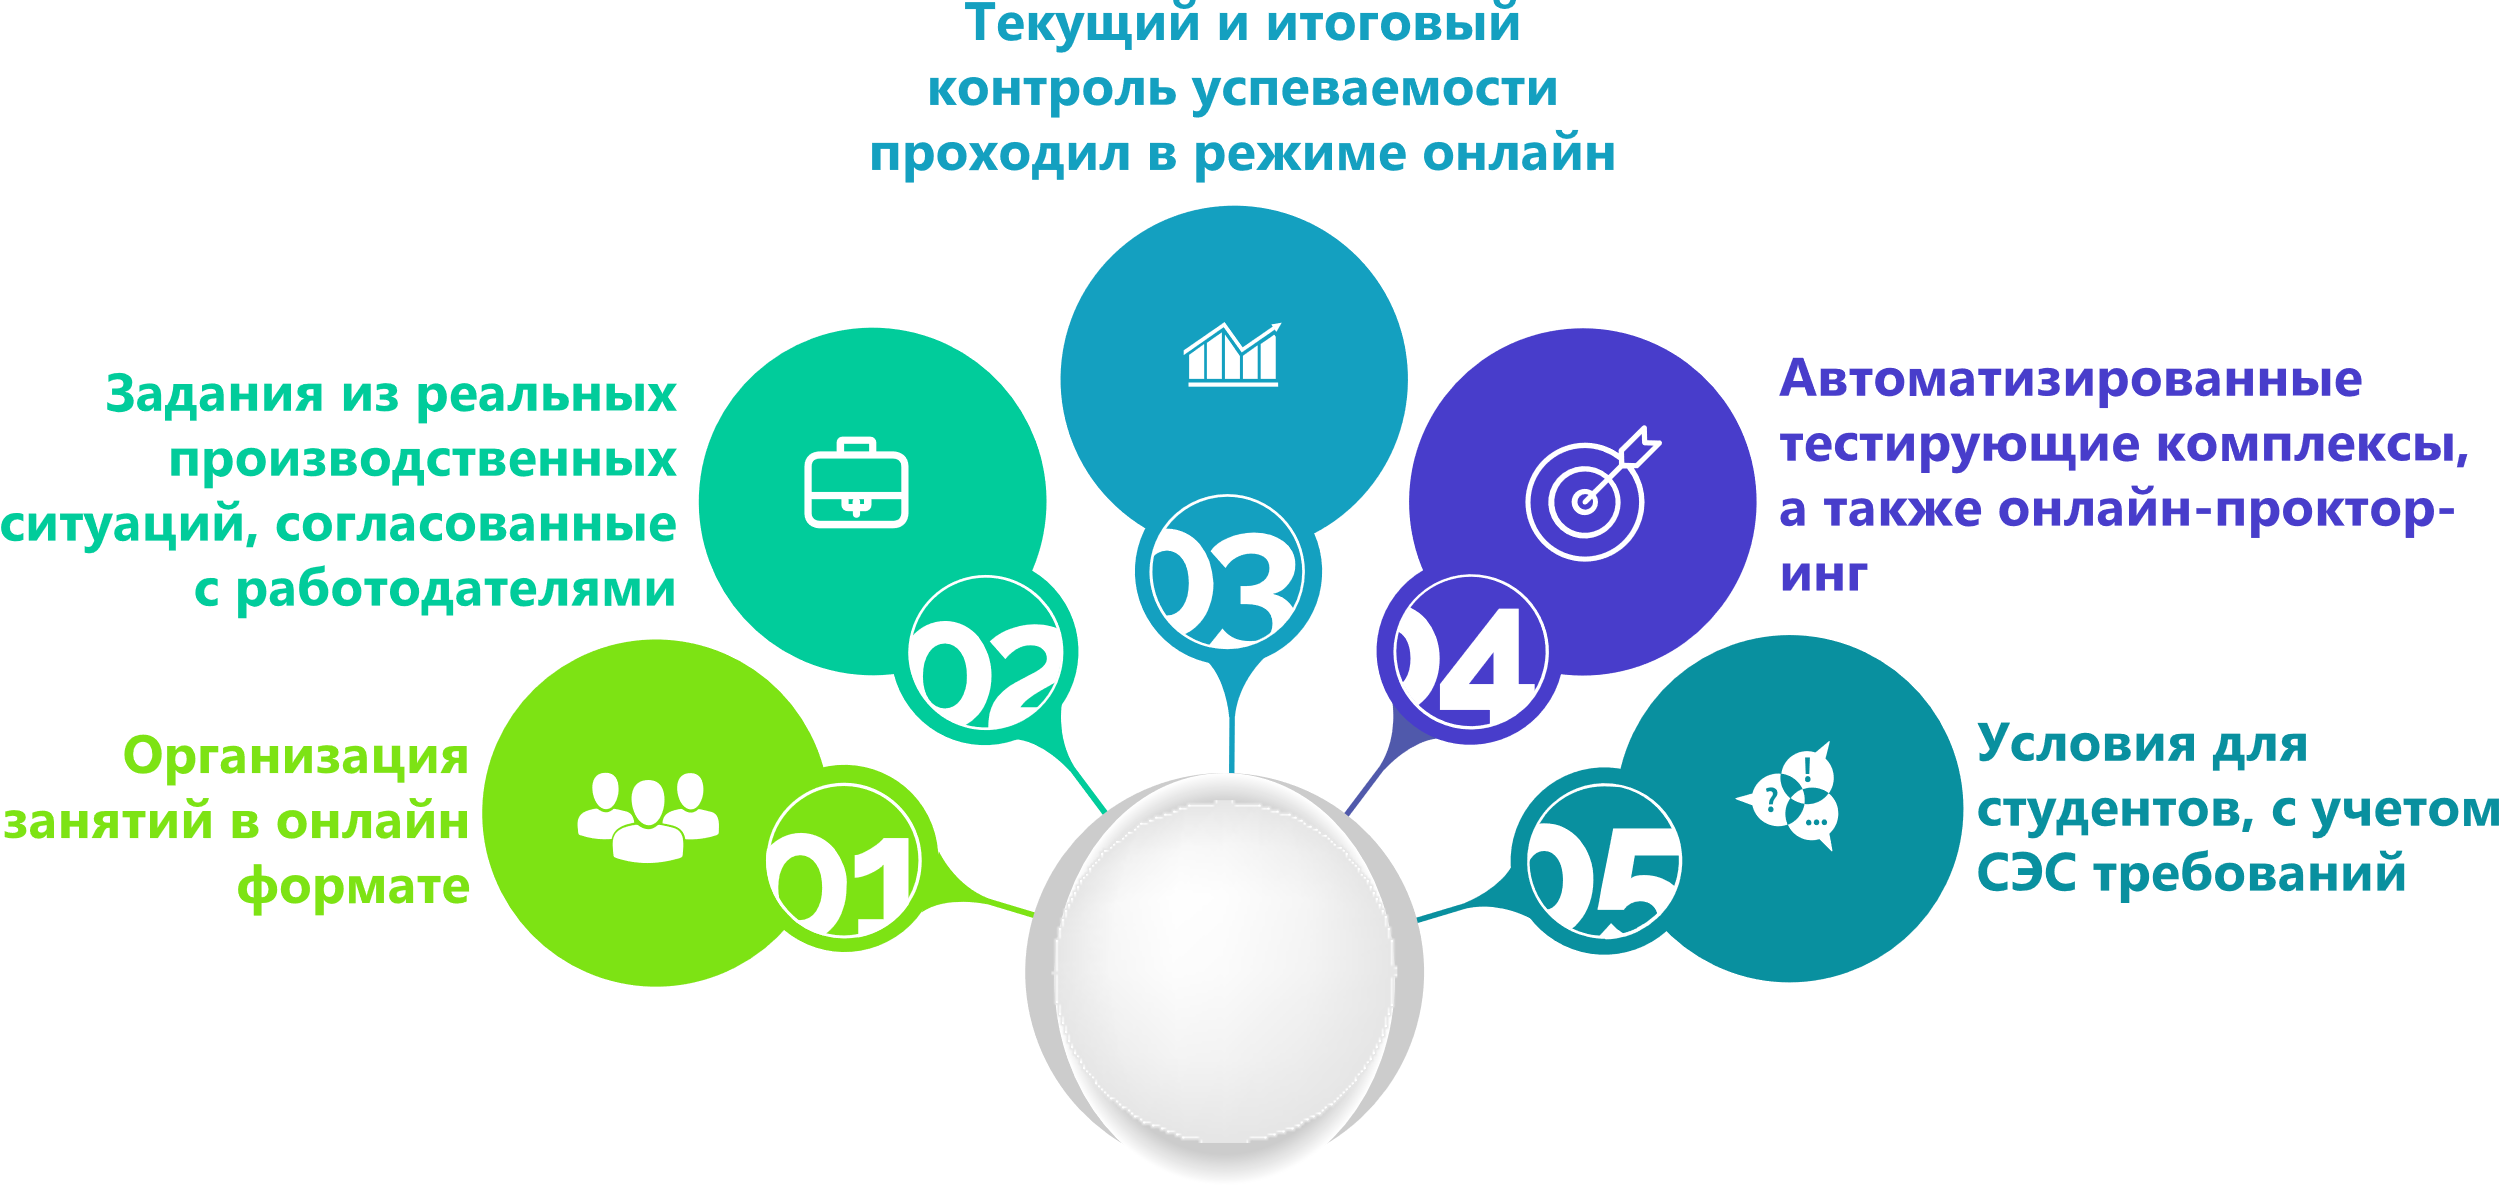 Текущий и итоговый
контроль успеваемости
проходил в режиме онлайн
Задания из реальных
производственных
ситуаций, согласованные
с работодателями
Автоматизированные
тестирующие комплексы,
а также онлайн-проктор-
инг
Организация
занятий в онлайн
формате
Условия для
студентов, с учетом
СЭС требований
01
02
03
04
05
?
!
...